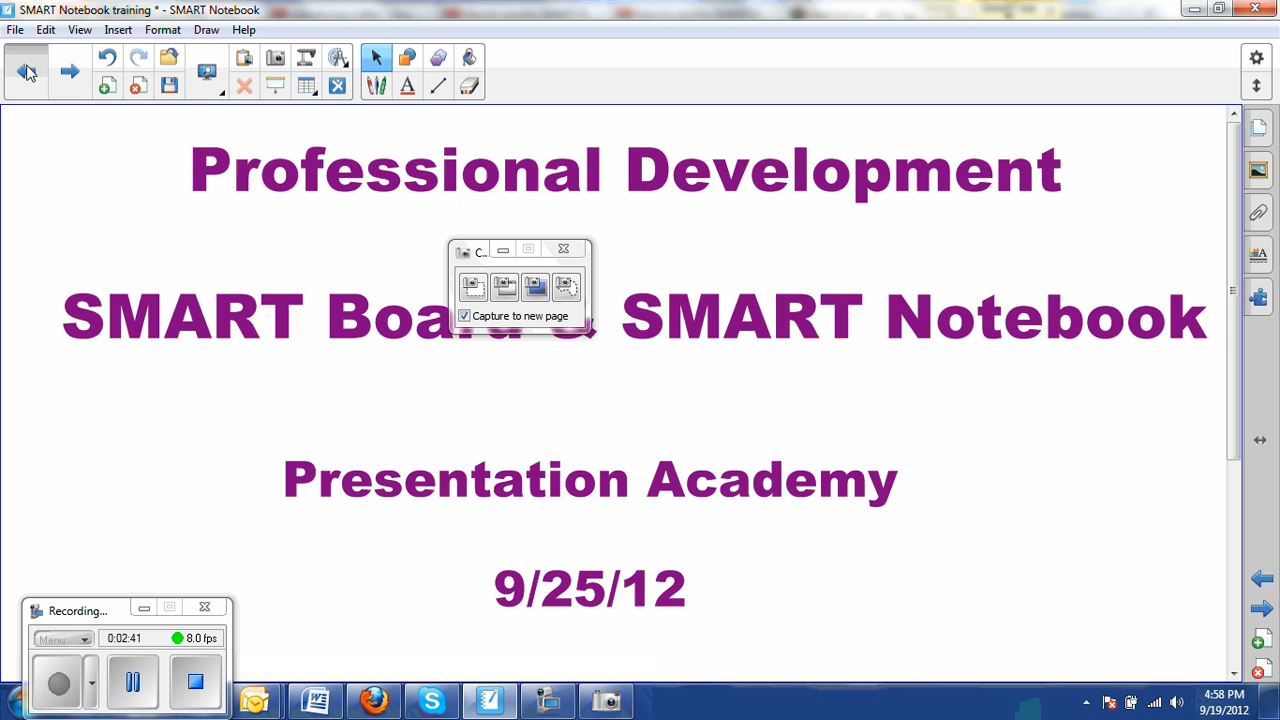 SMART Notebook training * - SMART Notebook
File Edit View Insert Format Draw Help
Professional Development
C...
Capture to new page
SMART Board & SMART Notebook
Presentation Academy
9/25/12
Recording...
Menu 0:02:41 8.0 fps
4:58 PM
9/19/2012